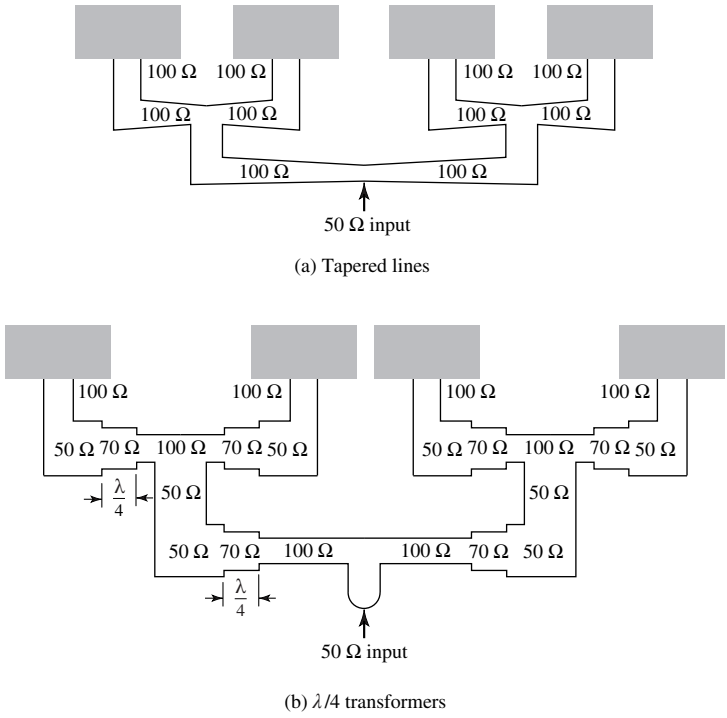 100 Ω 100 Ω 100 Ω 100 Ω
100 Ω 100 Ω 100 Ω 100 Ω
100 Ω 100 Ω
50 Ω input
(a) Tapered lines
100 Ω 100 Ω 100 Ω 100 Ω
50 Ω 70 Ω 100 Ω 70 Ω 50 Ω 50 Ω 70 Ω 100 Ω 70 Ω 50 Ω
λ/4 50 Ω 50 Ω
50 Ω 70 Ω 100 Ω 100 Ω 70 Ω 50 Ω
λ/4
50 Ω input
(b) λ/4 transformers